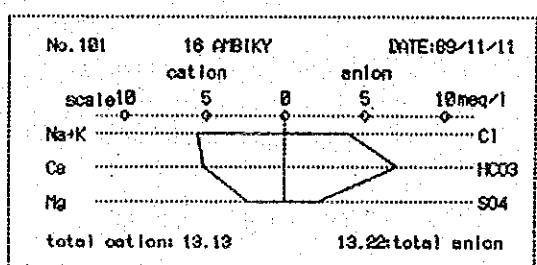 No. 101 16 AMBIKY DATE:89/11/11
cation anion
scale10 5 0 5 10meq/l
Na+K Cl
Ca HCO3
Mg SO4
total cation: 13.13 13.22:total anion